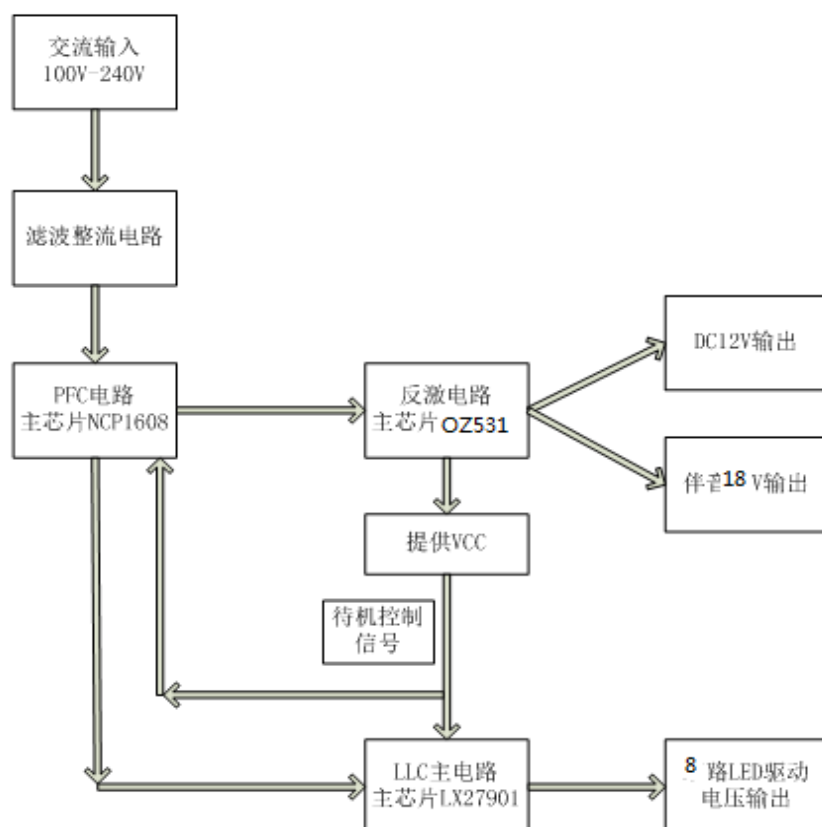 交流输入
100V-240V
滤波整流电路
PFC电路
主芯片NCP1608
反激电路
主芯片OZ531
DC12V输出
伴音18V输出
提供VCC
待机控制
信号
LLC主电路
主芯片LX27901
8路LED驱动
电压输出